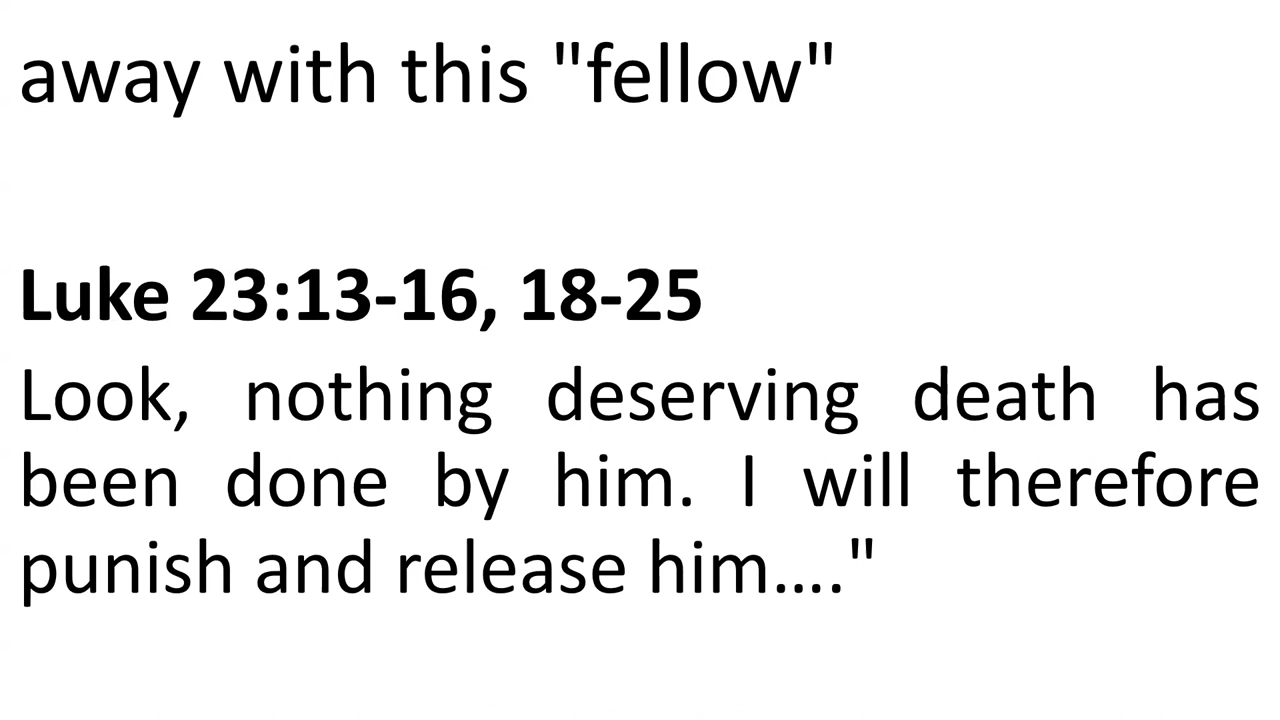 away with this "fellow"
Luke 23:13-16, 18-25
Look, nothing deserving death has
been done by him. I will therefore
punish and release him...."